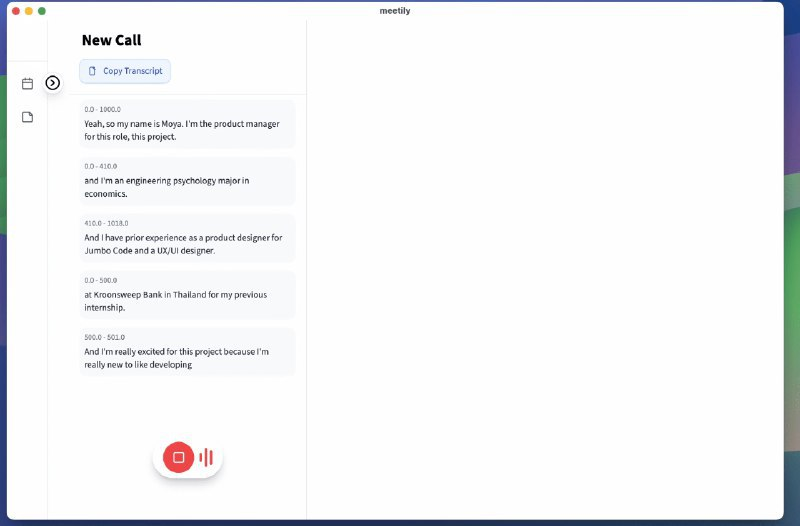 meetily
New Call
Copy Transcript
0.0 - 1000.0
Yeah, so my name is Moya. I'm the product manager
for this role, this project.
0.0 - 410.0
and I'm an engineering psychology major in
economics.
410.0 - 1018.0
And I have prior experience as a product designer for
Jumbo Code and a UX/UI designer.
0.0 - 500.0
at Kroonsweep Bank in Thailand for my previous
internship.
500.0 - 501.0
And I'm really excited for this project because I'm
really new to like developing